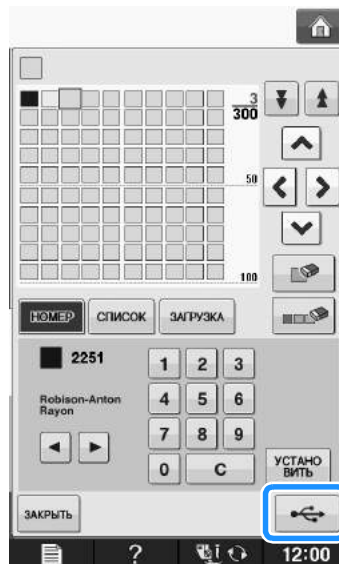 3
300
50
100
НОМЕР СПИСОК ЗАГРУЗКА
2251
1 2 3
Robison-Anton
Rayon
4 5 6
7 8 9
0 C
УСТАНО
ВИТЬ
ЗАКРЫТЬ
? 12:00